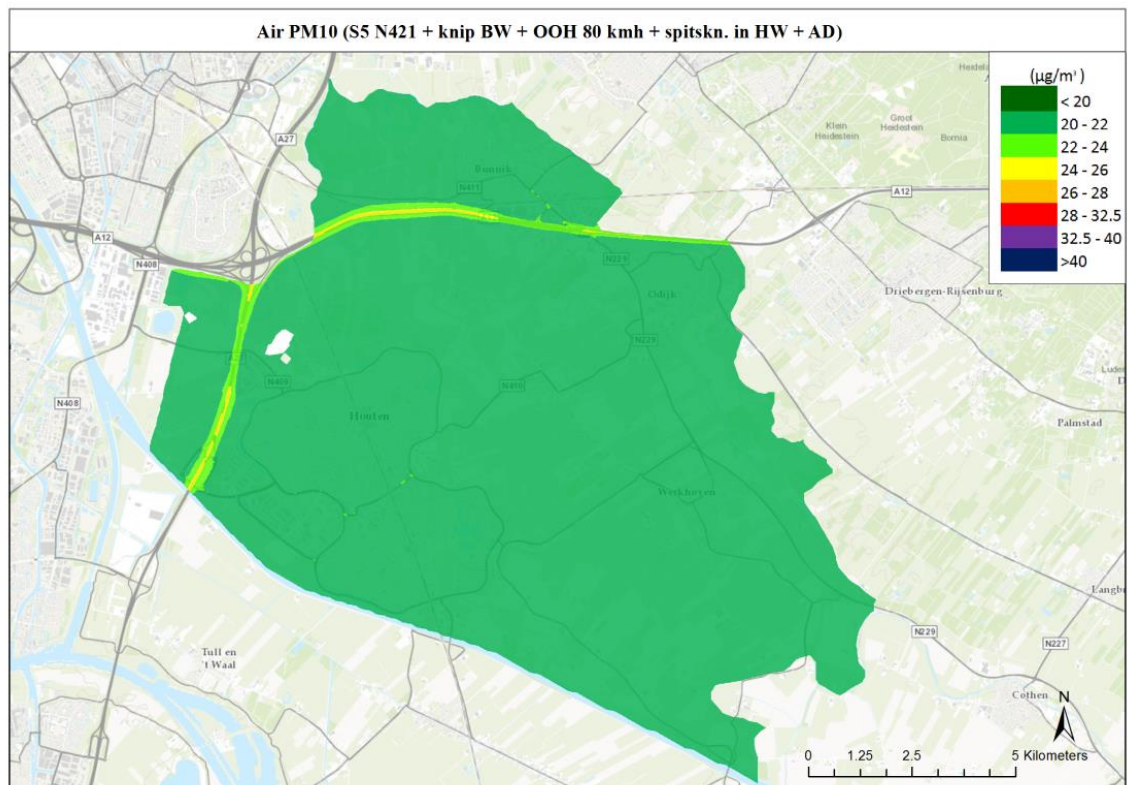 Air PM10 (S5 N421 + knip BW + OOH 80 kmh + spitskn. in HW + AD)
(µg/m³)
< 20
20 - 22
22 - 24
24 - 26
26 - 28
28 - 32.5
32.5 - 40
>40
Klein
Heidestein
Groot
Heidestein
Bornia
A27
Bunnik
N411
A12
A12
N408
N229
Driebergen-Rijsenburg
Odijk
N229
N409
N410
N408
Houten
Palmstad
Werkhoven
Tull en
't Waal
N229
N227
Cothen
N
0 1.25 2.5 5 Kilometers